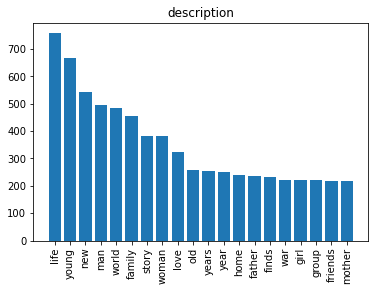 description
700
600
500
400
300
200
100
0
life
young
new
man
world
family
story
woman
love
old
years
year
home
father
finds
war
girl
group
friends
mother